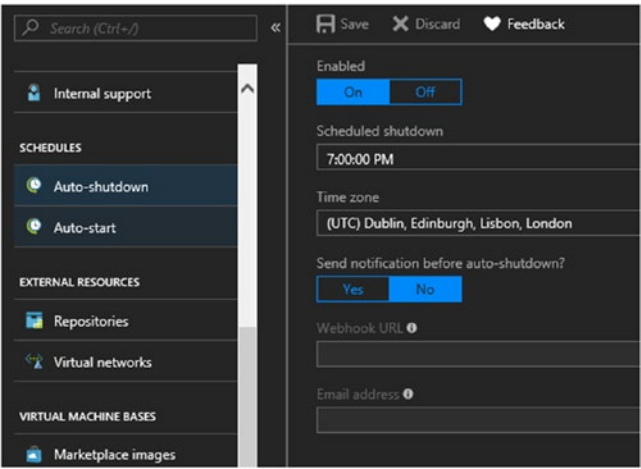 Search (Ctrl+/)
«
Internal support
SCHEDULES
Auto-shutdown
Auto-start
EXTERNAL RESOURCES
Repositories
Virtual networks
VIRTUAL MACHINE BASES
Marketplace images
Save Discard Feedback
Enabled
On Off
Scheduled shutdown
7:00:00 PM
Time zone
(UTC) Dublin, Edinburgh, Lisbon, London
Send notification before auto-shutdown?
Yes No
Webhook URL
Email address